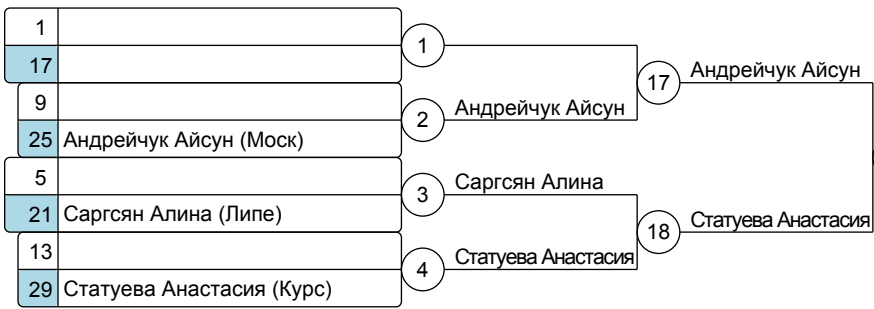 1
17
1
9
25 Андрейчук Айсун (Моск)
2
Андрейчук Айсун
17
Андрейчук Айсун
5
21 Саргсян Алина (Липе)
3
Саргсян Алина
13
29 Статуева Анастасия (Курс)
4
Статуева Анастасия
18
Статуева Анастасия